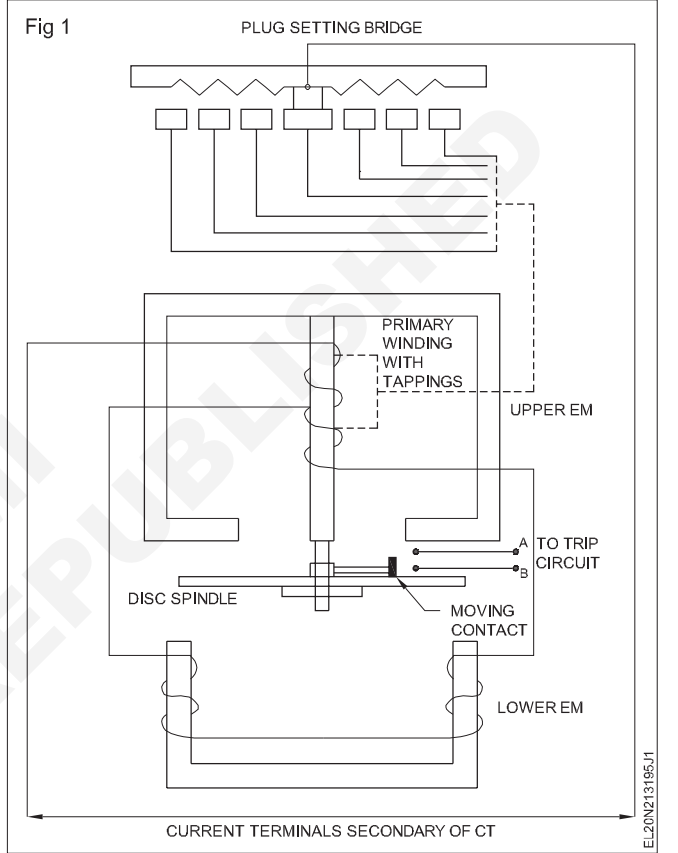 Fig 1
PLUG SETTING BRIDGE
PRIMARY
WINDING
WITH
TAPPINGS
UPPER EM
A
TO TRIP
CIRCUIT
B
DISC SPINDLE
MOVING
CONTACT
LOWER EM
CURRENT TERMINALS SECONDARY OF CT
EL20N213195J1
REPUBLISHED